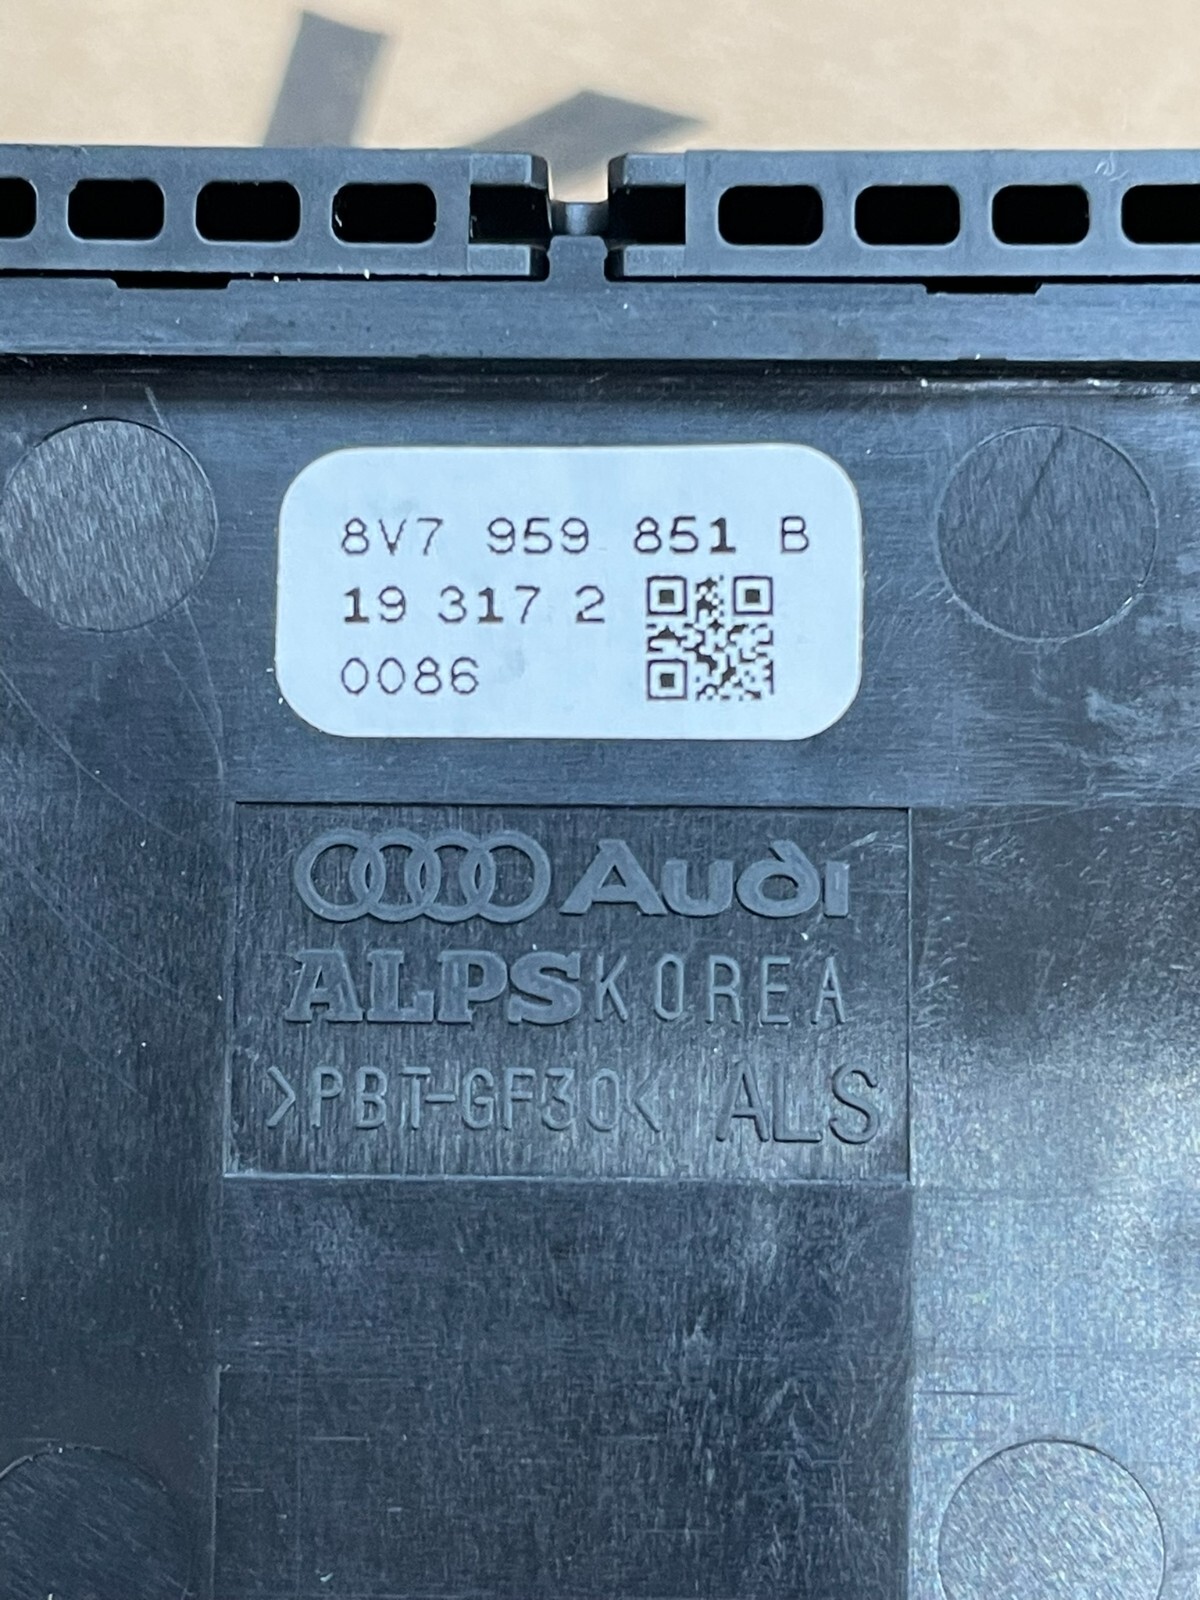 8V7 959 851 B
19 317 2
0086
Audi
ALPS KOREA
>PBT-GF30< ALS